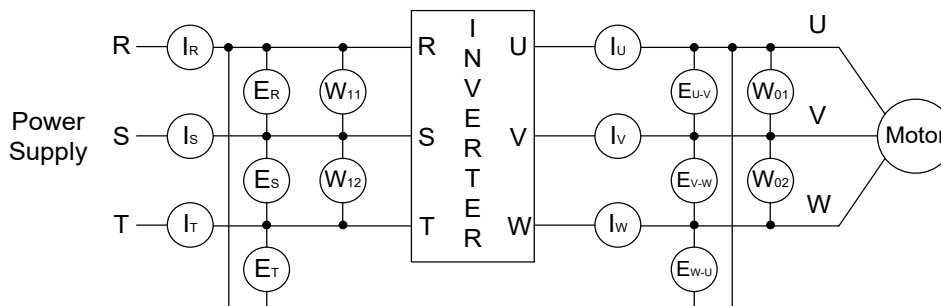 Power
Supply
R
S
T
I_R
I_S
I_T
E_R
E_S
E_T
W_11
W_12
R
S
T
INVERTER
U
V
W
I_U
I_V
I_W
E_U-V
E_V-W
E_W-U
W_01
W_02
U
V
W
Motor